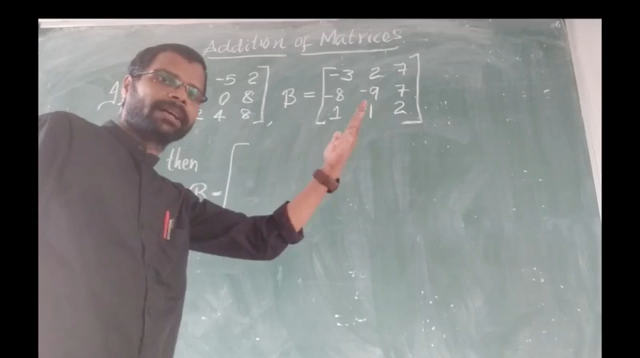 Addition of Matrices
-5 2 -3 2 7
0 8 B = -8 -9 7
4 8 , 1 1 2
then
B =